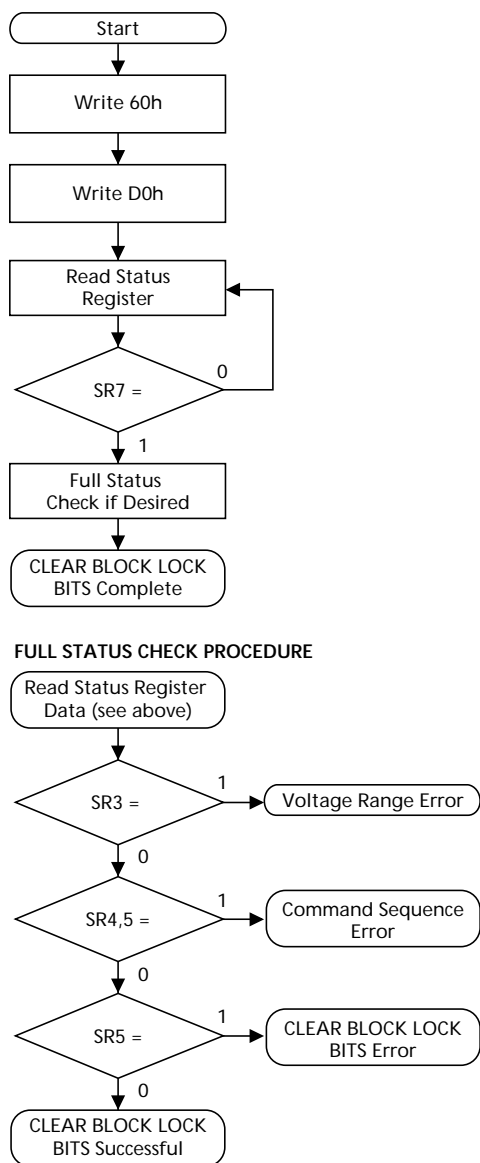 Start
Write 60h
Write D0h
Read Status
Register
0
SR7 =
1
Full Status
Check if Desired
CLEAR BLOCK LOCK
BITS Complete
FULL STATUS CHECK PROCEDURE
Read Status Register
Data (see above)
1
SR3 =
Voltage Range Error
0
1
SR4,5 =
Command Sequence
Error
0
1
SR5 =
CLEAR BLOCK LOCK
BITS Error
0
CLEAR BLOCK LOCK
BITS Successful